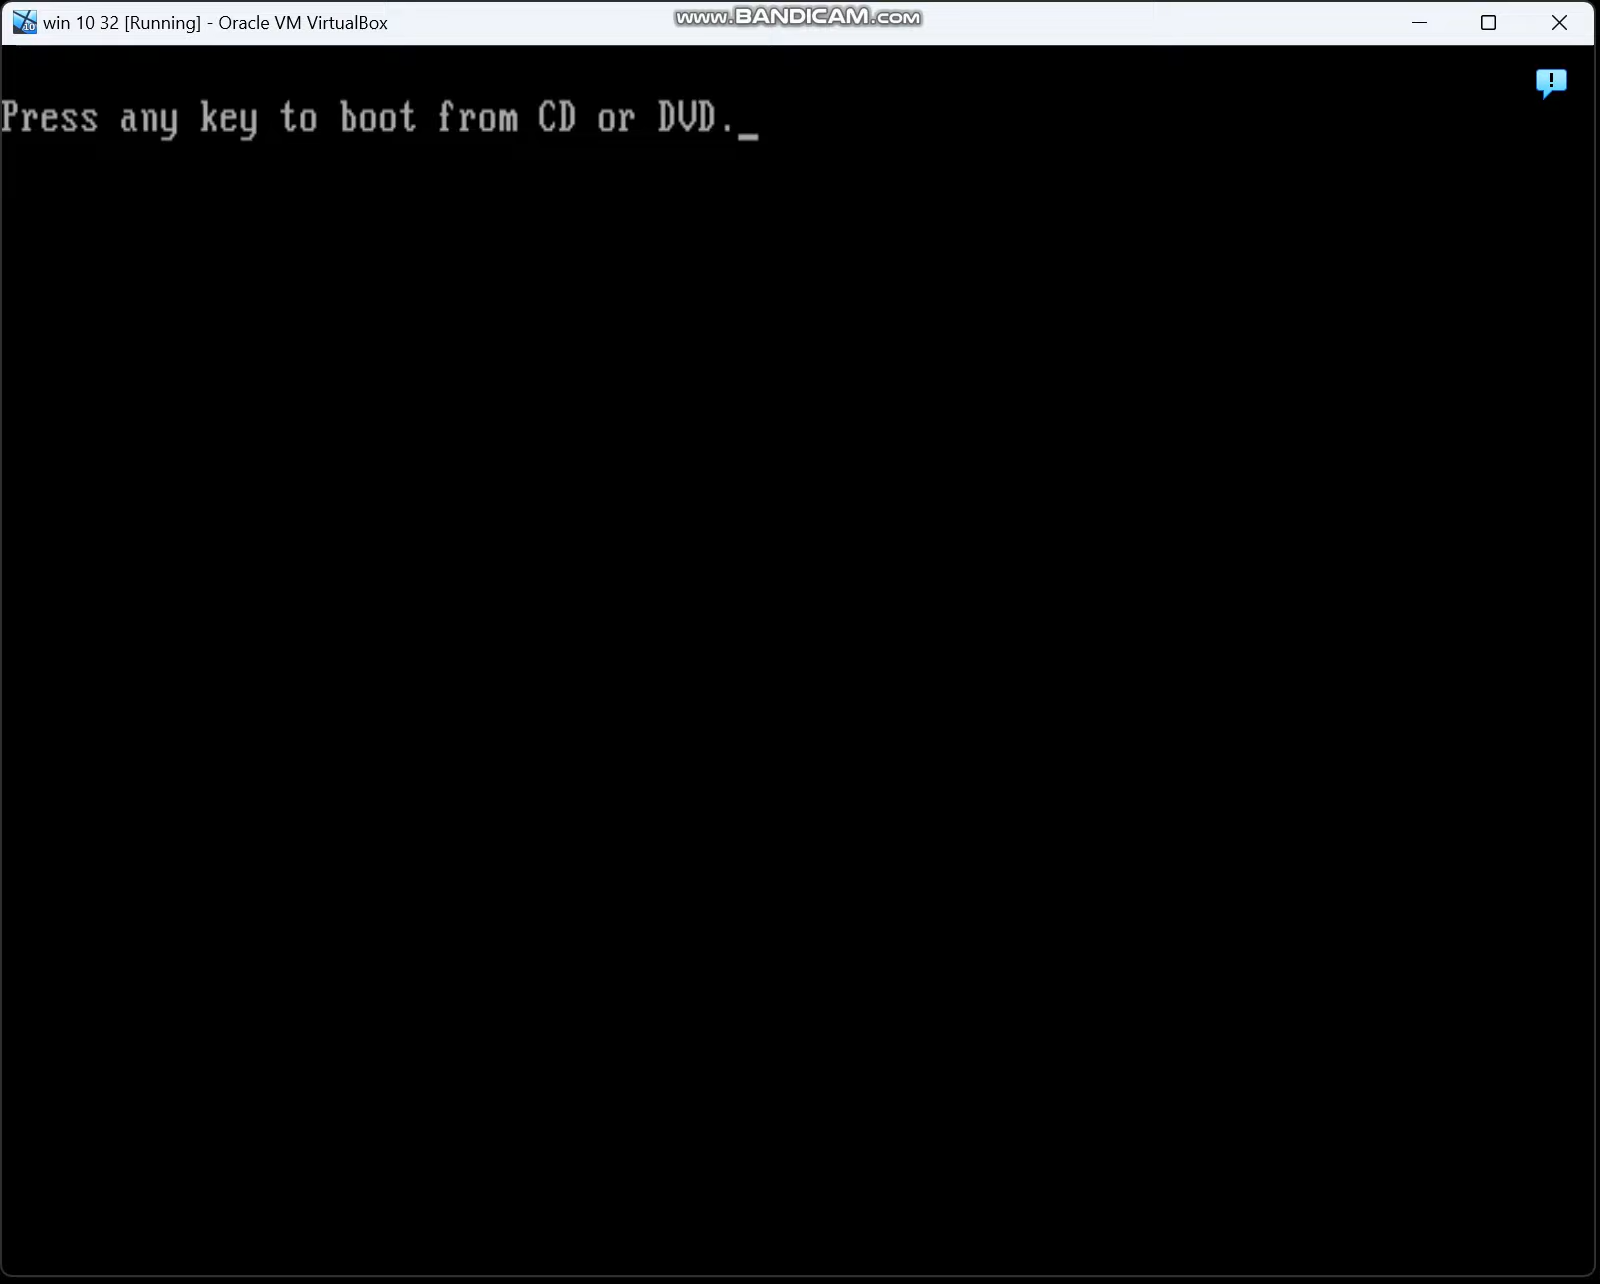 win 10 32 [Running] - Oracle VM VirtualBox
www.BANDICAM.com
Press any key to boot from CD or DVD._